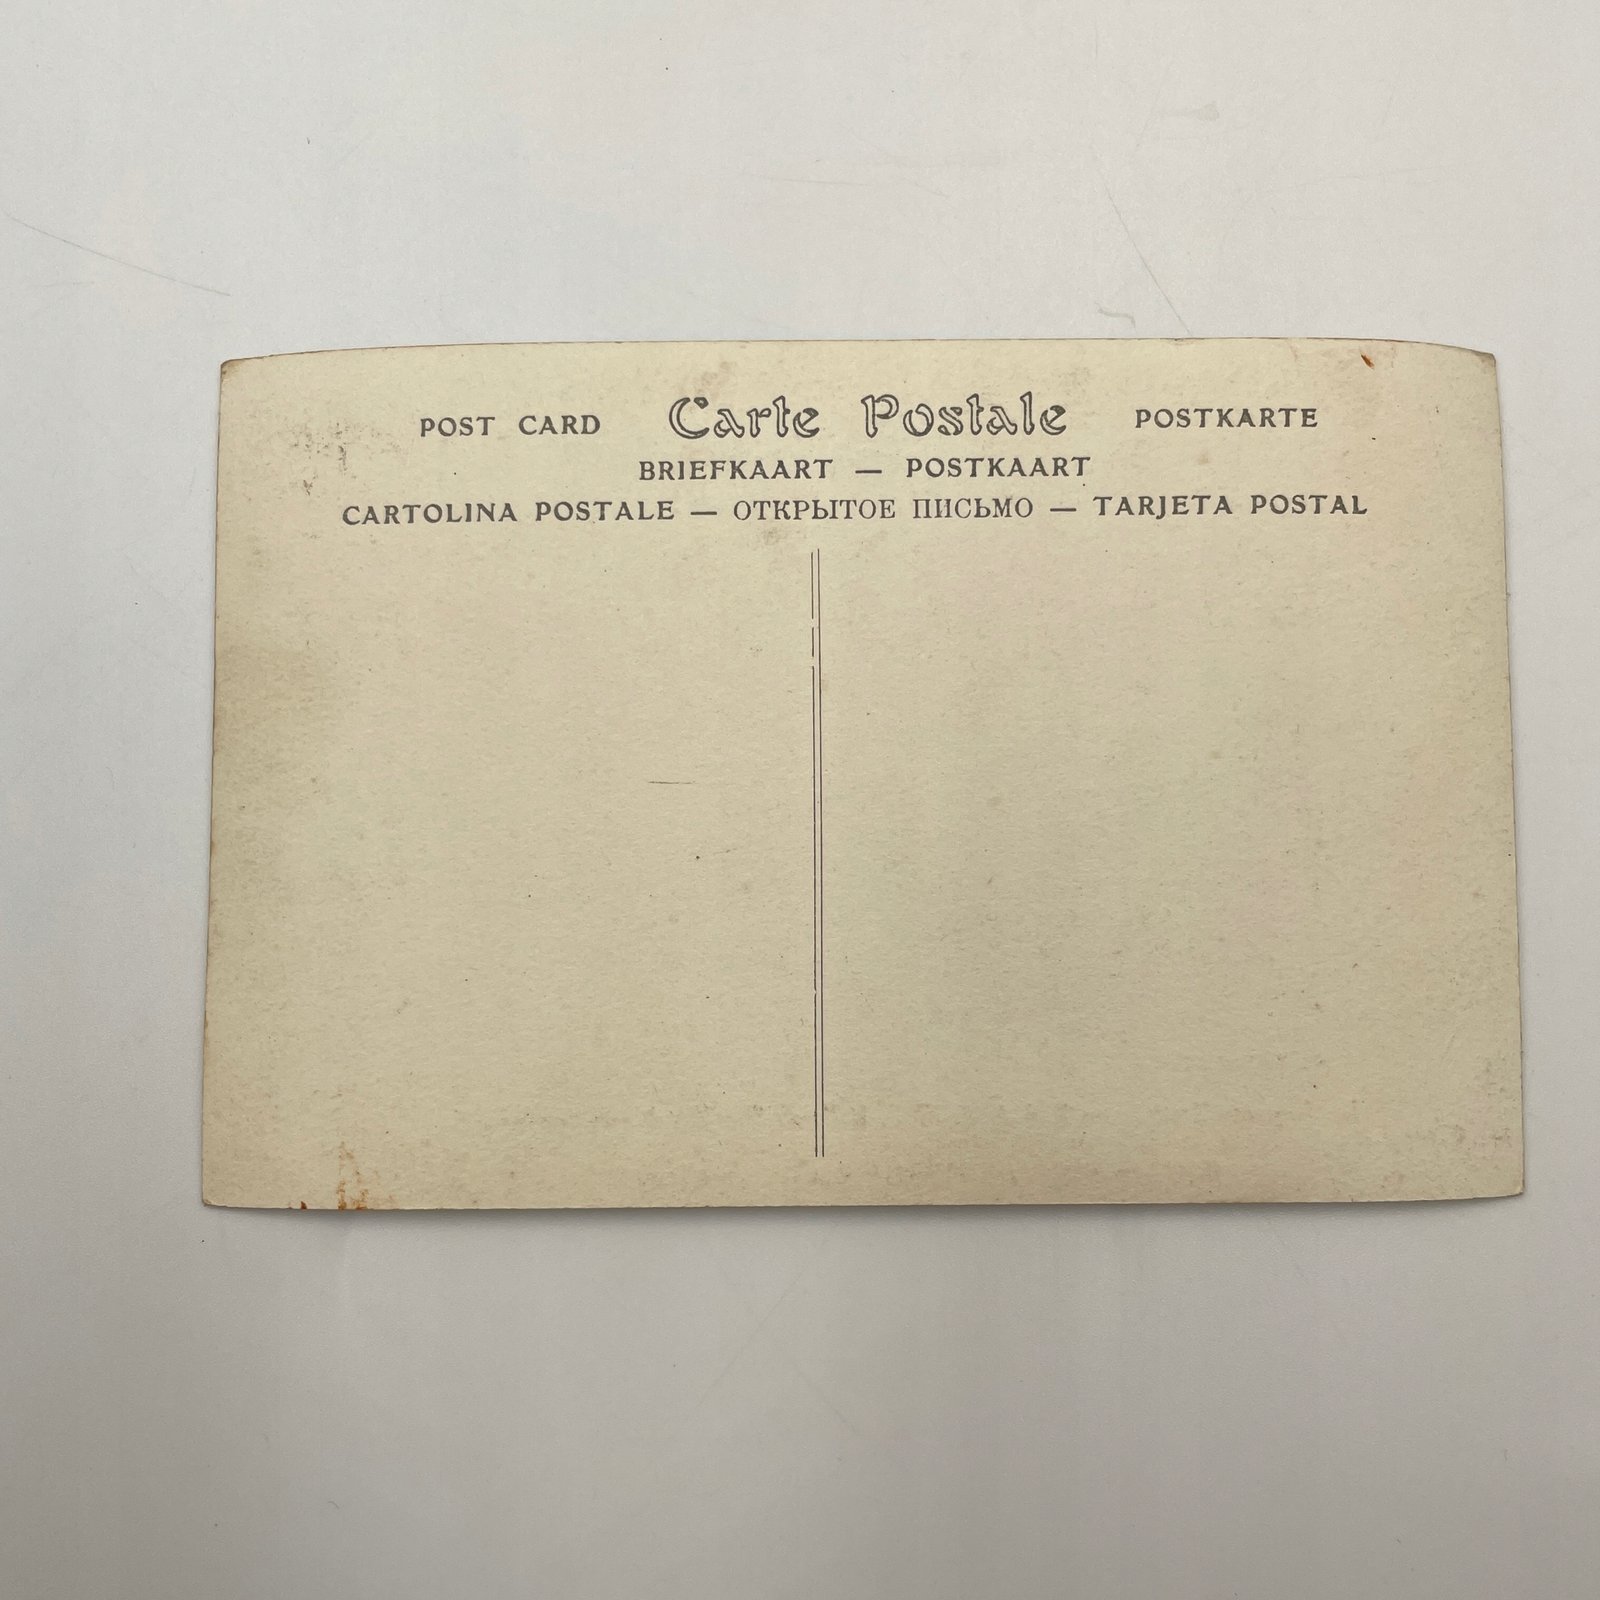 POST CARD Carte Postale POSTKARTE
BRIEFKAART — POSTKAART
CARTOLINA POSTALE — ОТКРЫТОЕ ПИСЬМО — TARJETA POSTAL